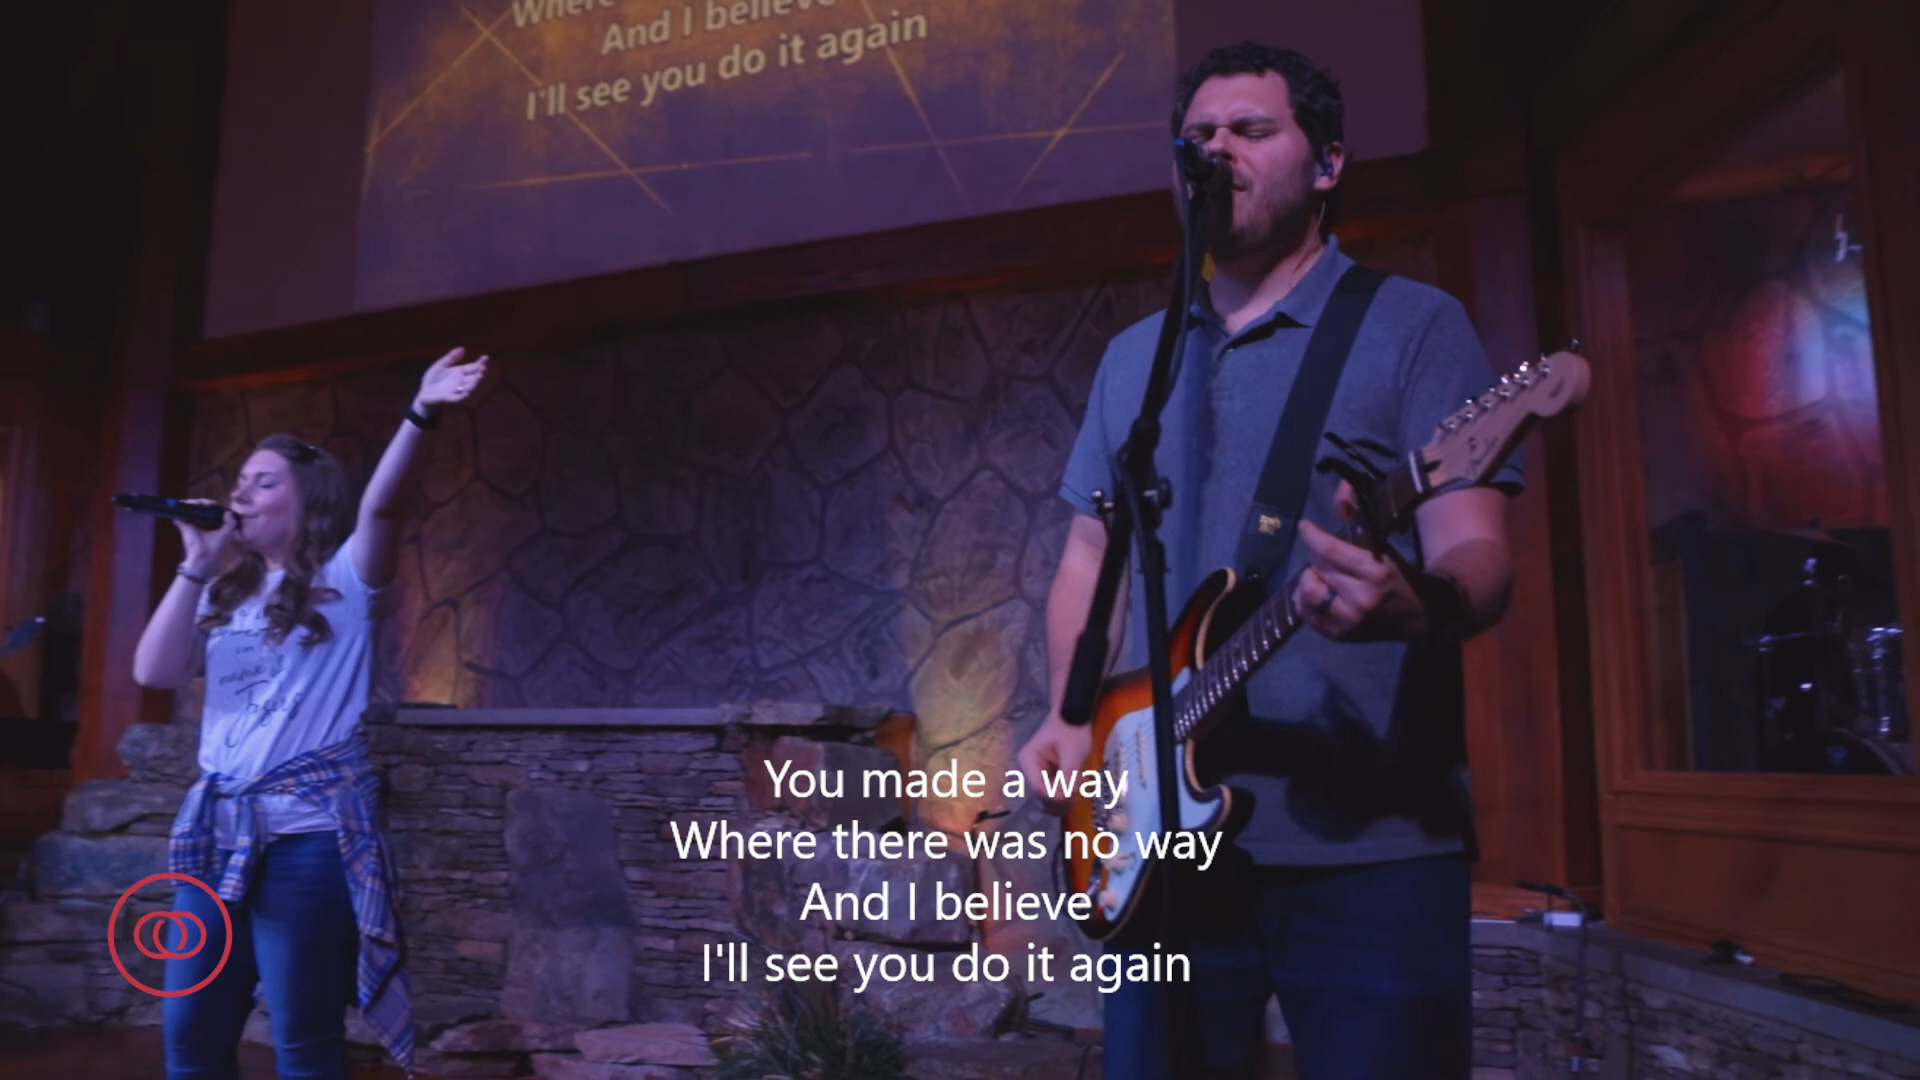 And I believe
I'll see you do it again
You made a way
Where there was no way
And I believe
I'll see you do it again